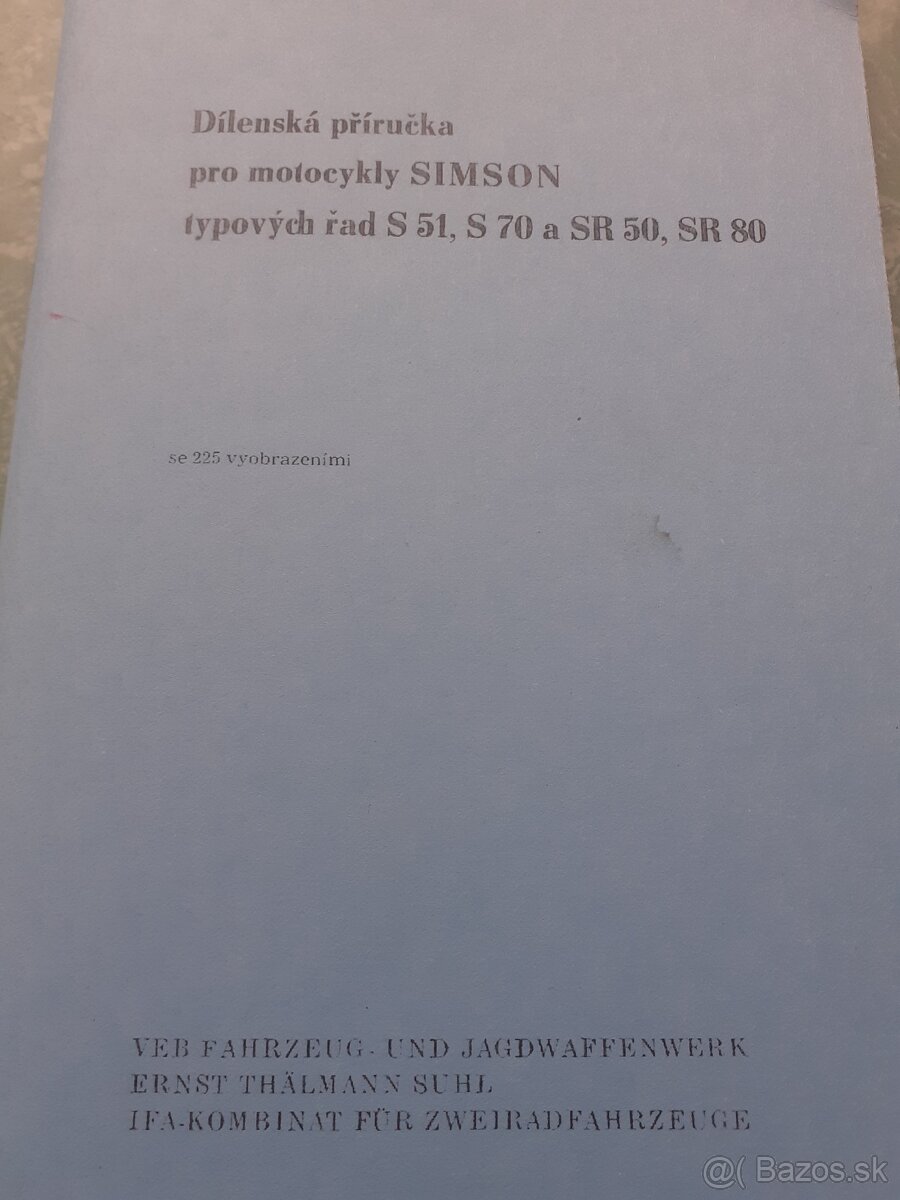 Dílenská příručka
pro motocykly SIMSON
typových řad S 51, S 70 a SR 50, SR 80
se 225 vyobrazeními
VEB FAHRZEUG- UND JAGDWAFFENWERK
ERNST THÄLMANN SUHL
IFA-KOMBINAT FÜR ZWEIRADFAHRZEUGE
@( Bazos.sk